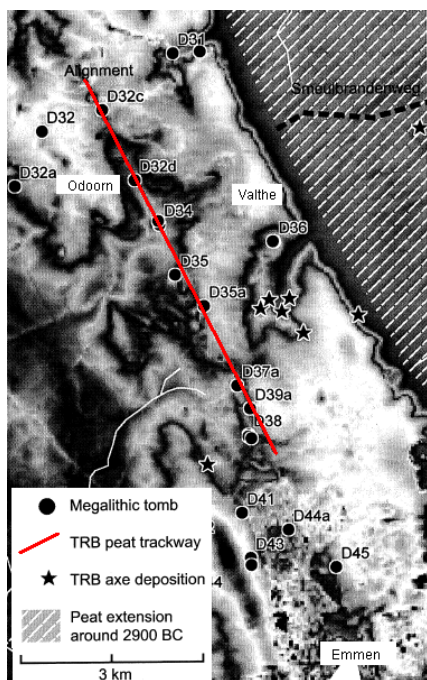 D31
Alignment
Smeulbrandenweg
D32c
D32
D32d
D32a
Odoorn
Valthe
D34
D36
D35
D35a
D37a
D39a
D38
D41
D44a
D43
D45
Megalithic tomb
TRB peat trackway
TRB axe deposition
Peat extension
around 2900 BC
3 km
Emmen